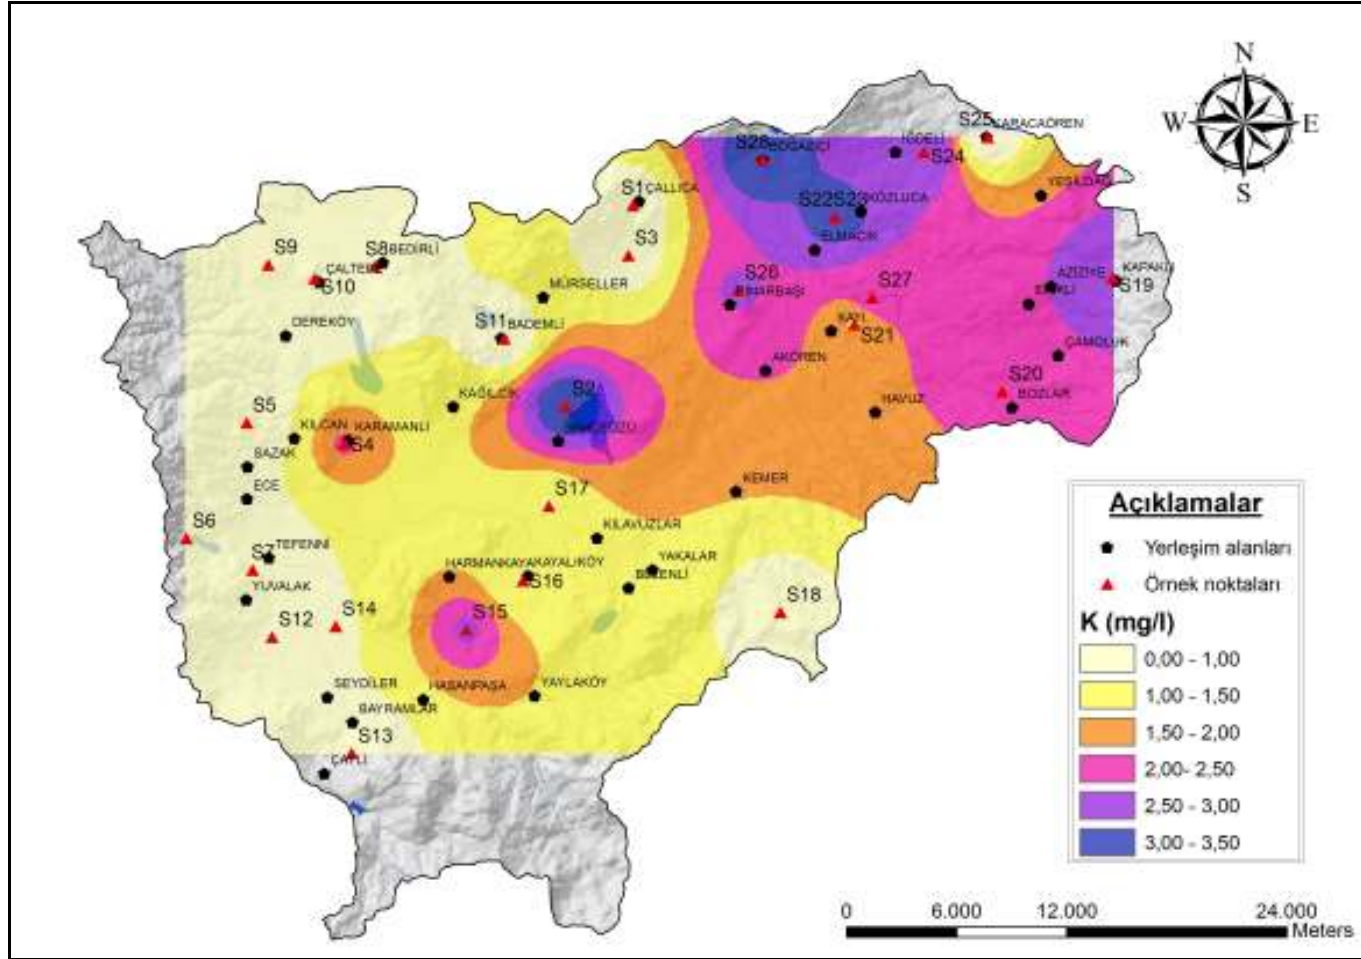 N
W
E
S
S25
KARACAÖREN
S28
BOĞAZİÇİ
İĞDELİ
S24
YEŞİLDAĞ
S1
ÇALLICA
S22
S23
KOZLUCA
S9
S8
BEDİRLİ
S3
ELMACIK
ÇALTEPE
S10
MÜRSELLER
S26
PINARBAŞI
S27
AZİZİYE
KAPAKLI
S19
DEREKÖY
S11
BADEMLİ
KAYI
S21
ÇAMOLUK
AKÖREN
KAĞILCIK
S2
S20
BOZLAR
S5
KILCAN
KARAMANLI
S4
HAVUZ
BAZAK
ECE
S17
KEMER
S6
KILAVUZLAR
S7
TEFENNİ
YUVALAK
HARMANKAYA
KAYALIKÖY
S16
YAKALAR
BELENLİ
S12
S14
S15
S18
SEYDİLER
HASANPAŞA
YAYLAKÖY
BAYRAMLAR
S13
ÇAYLI
Açıklamalar
Yerleşim alanları
Örnek noktaları
K (mg/l)
0,00 - 1,00
1,00 - 1,50
1,50 - 2,00
2,00- 2,50
2,50 - 3,00
3,00 - 3,50
0 6.000 12.000 24.000
Meters